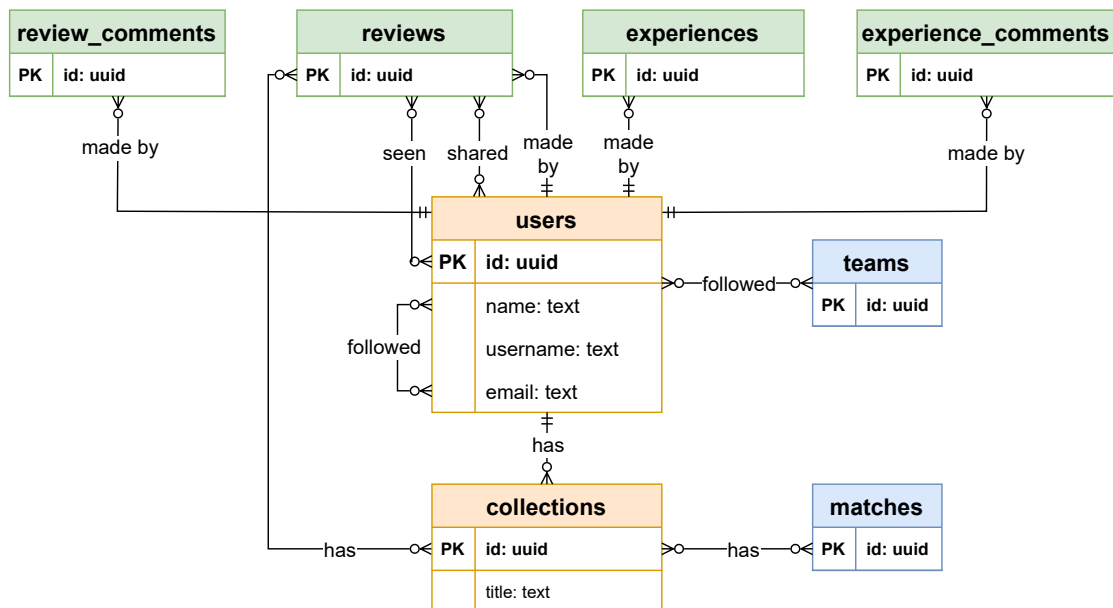 review_comments
PK id: uuid
reviews
PK id: uuid
experiences
PK id: uuid
experience_comments
PK id: uuid
made by
seen
shared
made
by
made
by
made by
users
PK id: uuid
name: text
username: text
email: text
followed
followed
teams
PK id: uuid
has
collections
PK id: uuid
title: text
has
has
matches
PK id: uuid